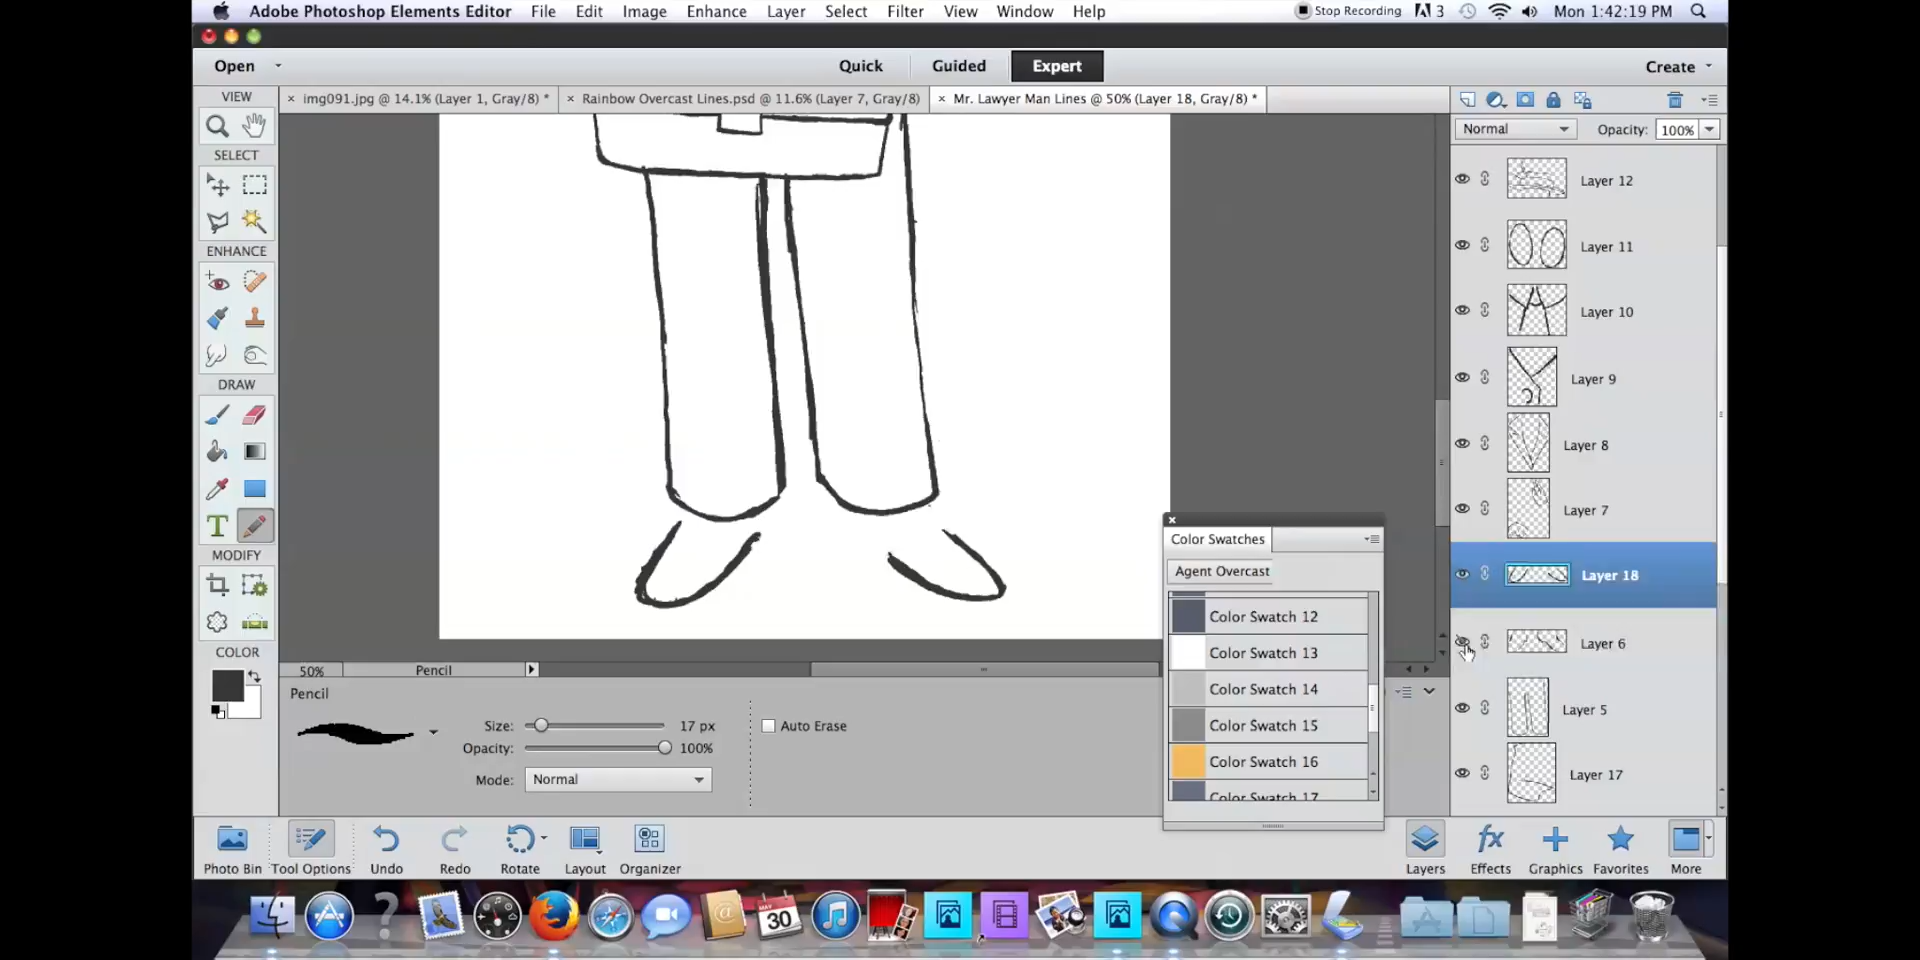 Adobe Photoshop Elements Editor File Edit Image Enhance Layer Select Filter View Window Help Stop Recording 3 Mon 1:42:19 PM
Open Quick Guided Expert Create
VIEW × img091.jpg @ 14.1% (Layer 1, Gray/8) * × Rainbow Overcast Lines.psd @ 11.6% (Layer 7, Gray/8) × Mr. Lawyer Man Lines @ 50% (Layer 18, Gray/8) *
Normal Opacity: 100%
SELECT
Layer 12
ENHANCE
Layer 11
Layer 10
DRAW
Layer 9
Layer 8
Layer 7
T
MODIFY
Color Swatches
Agent Overcast
Layer 18
Color Swatch 12
Color Swatch 13
Layer 6
COLOR
50% Pencil
Color Swatch 14
Pencil
Layer 5
Size: 17 px Auto Erase
Color Swatch 15
Opacity: 100%
Color Swatch 16
Mode: Normal
Layer 17
Color Swatch 17
Photo Bin Tool Options Undo Redo Rotate Layout Organizer Layers Effects Graphics Favorites More
fx
30